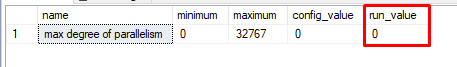 name minimum maximum config_value run_value
1 max degree of parallelism 0 32767 0 0